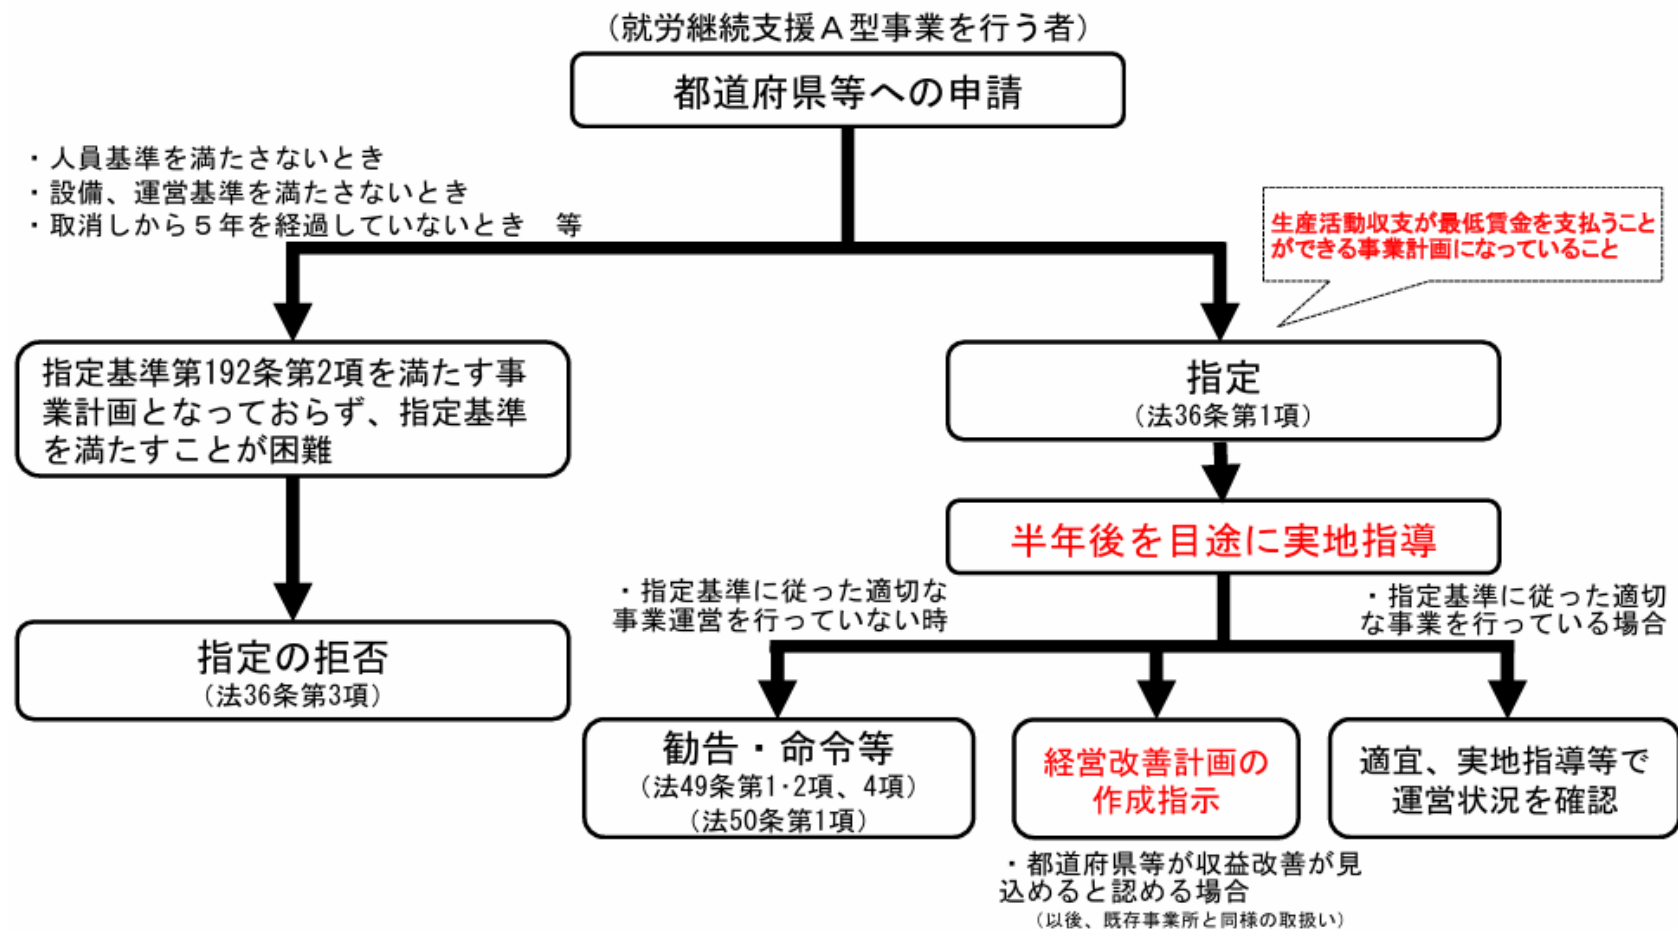 (就労継続支援A型事業を行う者)
都道府県等への申請
・人員基準を満たさないとき
・設備、運営基準を満たさないとき
・取消しから5年を経過していないとき 等
生産活動収支が最低賃金を支払うこと
ができる事業計画になっていること
指定基準第192条第2項を満たす事
業計画となっておらず、指定基準
を満たすことが困難
指定
(法36条第1項)
半年後を目途に実地指導
・指定基準に従った適切な
事業運営を行っていない時
・指定基準に従った適切
な事業を行っている場合
指定の拒否
(法36条第3項)
勧告・命令等
(法49条第1・2項、4項)
(法50条第1項)
経営改善計画の
作成指示
適宜、実地指導等で
運営状況を確認
・都道府県等が収益改善が見
込めると認める場合
(以後、既存事業所と同様の取扱い)